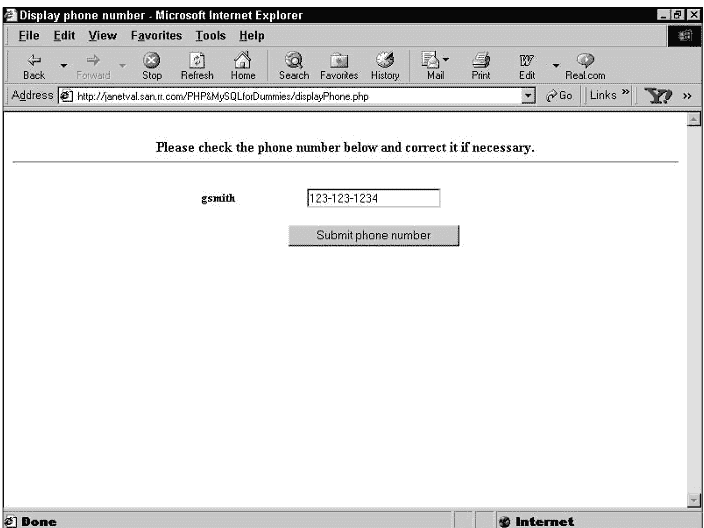 Display phone number - Microsoft Internet Explorer
File Edit View Favorites Tools Help
Back Forward Stop Refresh Home Search Favorites History Mail Print Edit Real.com
Address http://janetval.san.rr.com/PHP&MySQLforDummies/displayPhone.php Go Links » Y? »
Please check the phone number below and correct it if necessary.
gsmith 123-123-1234
Submit phone number
Done Internet